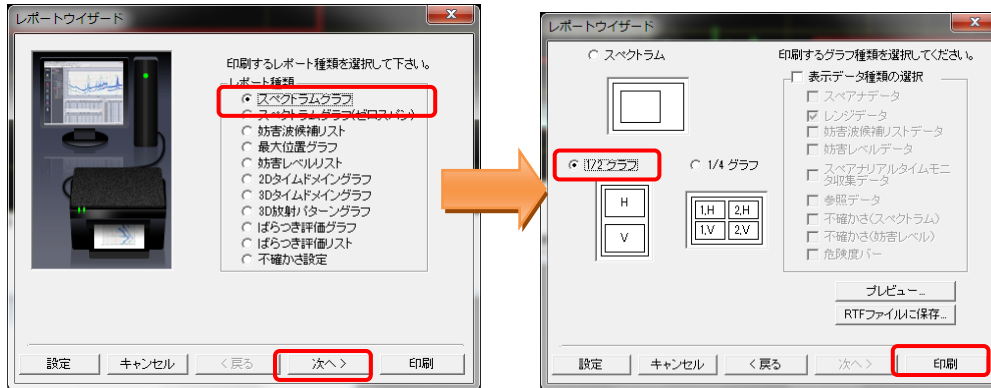 レポートウィザード
印刷するレポート種類を選択して下さい。
レポート種類
スペクトラムグラフ
スペクトラムグラフ(ゼロスパン)
妨害波候補リスト
最大位置グラフ
妨害レベルリスト
2Dタイムドメイングラフ
3Dタイムドメイングラフ
3D放射パターングラフ
ばらつき評価グラフ
ばらつき評価リスト
不確かさ設定
設定
キャンセル
< 戻る
次へ >
印刷
レポートウィザード
スペクトラム
印刷するグラフ種類を選択してください。
表示データ種類の選択
スペアナデータ
レンジデータ
妨害波候補リストデータ
妨害レベルデータ
スペアナリアルタイムモニ
タ収集データ
参照データ
不確かさ(スペクトラム)
不確かさ(妨害レベル)
危険度バー
1/2 グラフ
1/4 グラフ
H
V
1,H 2,H
1,V 2,V
プレビュー...
RTFファイルに保存...
設定
キャンセル
< 戻る
次へ >
印刷